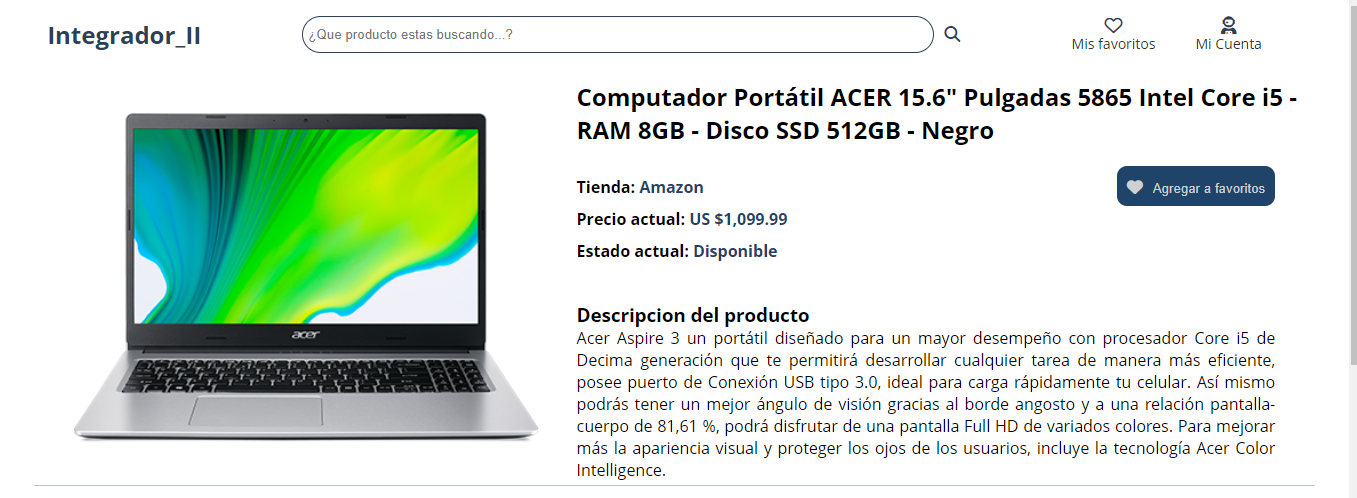 Integrador_II
¿Que producto estas buscando...?
Mis favoritos
Mi Cuenta
Computador Portátil ACER 15.6" Pulgadas 5865 Intel Core i5 -
RAM 8GB - Disco SSD 512GB - Negro
Tienda: Amazon
Agregar a favoritos
Precio actual: US $1,099.99
Estado actual: Disponible
acer
Descripcion del producto
Acer Aspire 3 un portátil diseñado para un mayor desempeño con procesador Core i5 de
Decima generación que te permitirá desarrollar cualquier tarea de manera más eficiente,
posee puerto de Conexión USB tipo 3.0, ideal para carga rápidamente tu celular. Así mismo
podrás tener un mejor ángulo de visión gracias al borde angosto y a una relación pantalla-
cuerpo de 81,61 %, podrá disfrutar de una pantalla Full HD de variados colores. Para mejorar
más la apariencia visual y proteger los ojos de los usuarios, incluye la tecnología Acer Color
Intelligence.